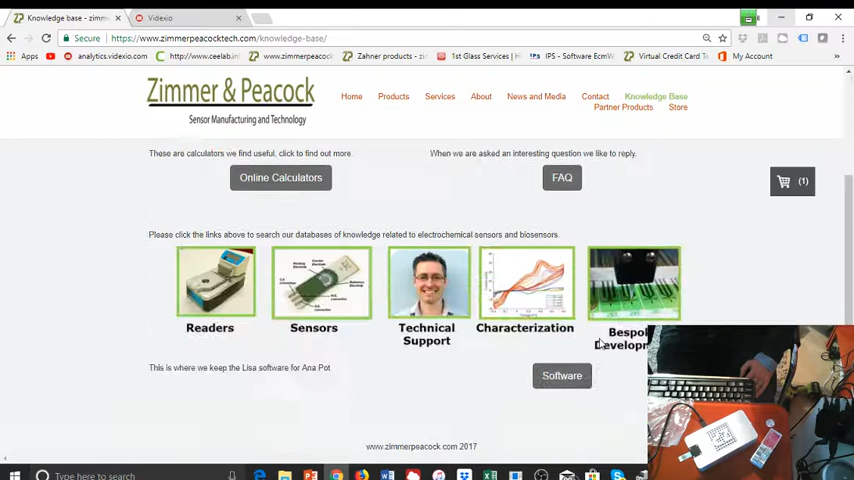 Knowledge base - zimme
Videxio
Secure
https://www.zimmerpeacocktech.com/knowledge-base/
Apps
analytics.videxio.com
http://www.ceelab.in
www.zimmerpeacock
Zahner products - zi
1st Glass Services | H
IPS - Software EcmW
Virtual Credit Card Te
My Account
Zimmer & Peacock
Sensor Manufacturing and Technology
Home
Products
Services
About
News and Media
Contact
Knowledge Base
Partner Products
Store
These are calculators we find useful, click to find out more.
When we are asked an interesting question we like to reply.
Online Calculators
FAQ
(1)
Please click the links above to search our databases of knowledge related to electrochemical sensors and biosensors.
Readers
Sensors
Technical
Support
Characterization
Bespok
Developm
This is where we keep the Lisa software for Ana Pot
Software
www.zimmerpeacock.com 2017
Type here to search